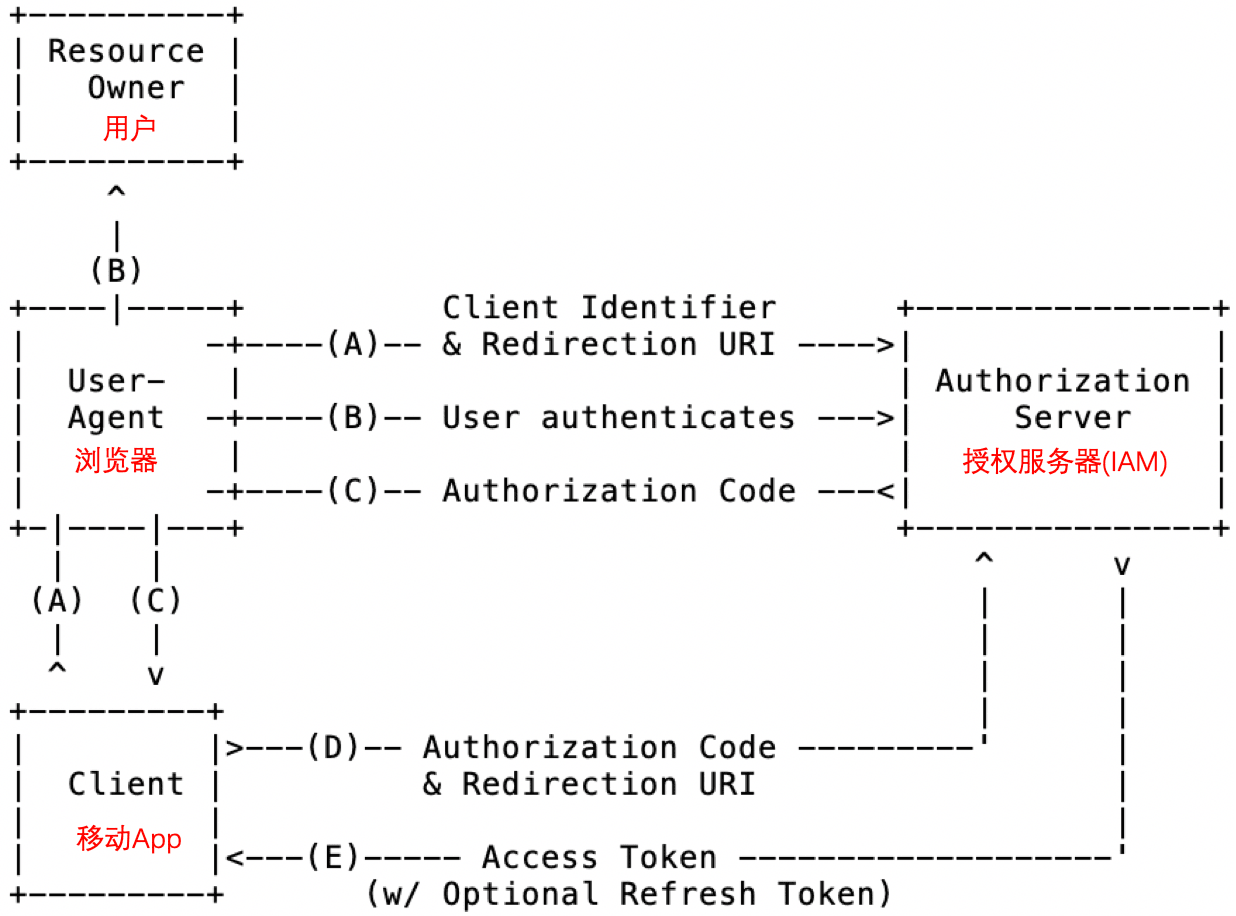 +----------+
| Resource |
|   Owner  |
|   用户   |
+----------+
     ^
     |
    (B)
+----|-----+          Client Identifier      +---------------+
|         -+----(A)-- & Redirection URI ---->|               |
|  User-   |                                 | Authorization |
|  Agent  -+----(B)-- User authenticates --->|     Server    |
|  浏览器  |                                 | 授权服务器(IAM) |
|         -+----(C)-- Authorization Code ---<|               |
+-|----|---+                                 +---------------+
  |    |                                         ^      v
 (A)  (C)                                        |      |
  |    |                                         |      |
  ^    v                                         |      |
+---------+                                      |      |
|         |>---(D)-- Authorization Code ---------'      |
|  Client |          & Redirection URI                  |
|  移动App |                                             |
|         |<---(E)----- Access Token -------------------'
+---------+       (w/ Optional Refresh Token)